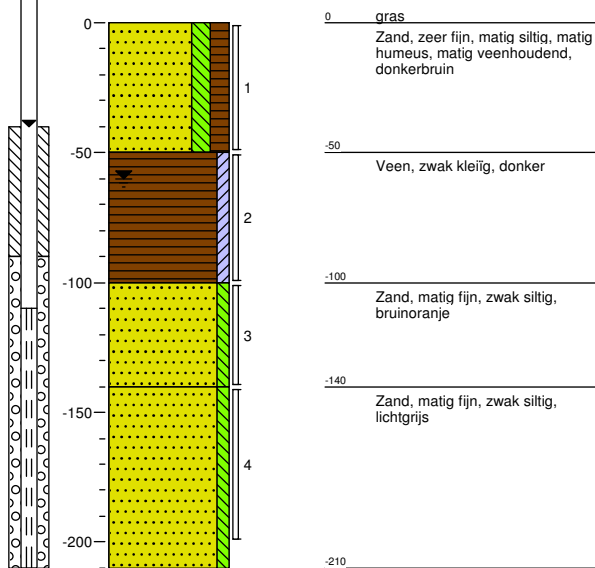 0
-50
-100
-150
-200
1
2
3
4
0
gras
Zand, zeer fijn, matig siltig, matig
humeus, matig veenhoudend,
donkerbruin
-50
Veen, zwak kleiïg, donker
-100
Zand, matig fijn, zwak siltig,
bruinoranje
-140
Zand, matig fijn, zwak siltig,
lichtgrijs
-210